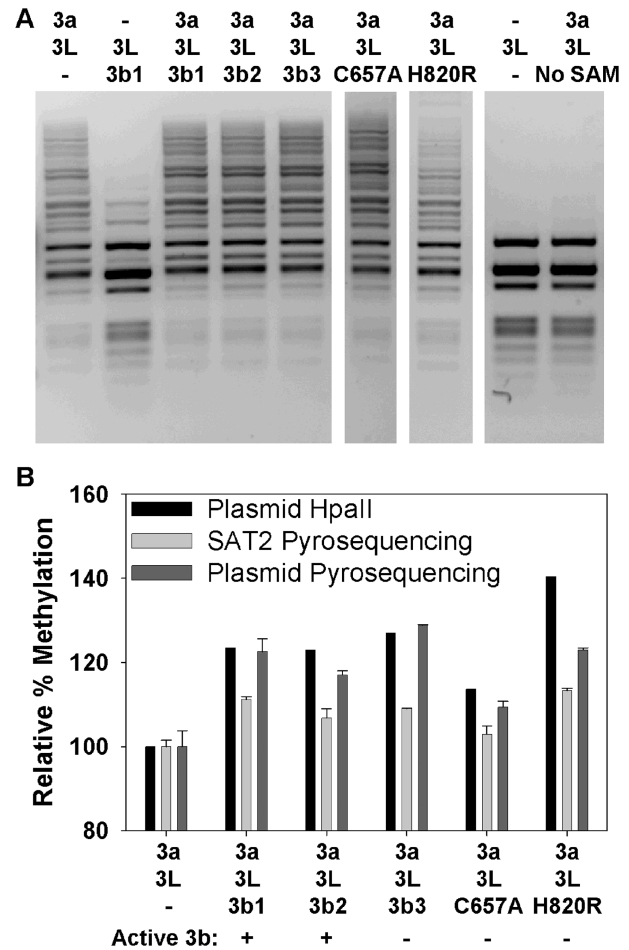 A
3a - 3a 3a 3a 3a 3a - 3a
3L 3L 3L 3L 3L 3L 3L 3L 3L
- 3b1 3b1 3b2 3b3 C657A H820R - No SAM
B
160
140
120
100
80
Relative % Methylation
Plasmid HpaII
SAT2 Pyrosequencing
Plasmid Pyrosequencing
3a 3a 3a 3a 3a 3a
3L 3L 3L 3L 3L 3L
- 3b1 3b2 3b3 C657A H820R
Active 3b: + + - - -